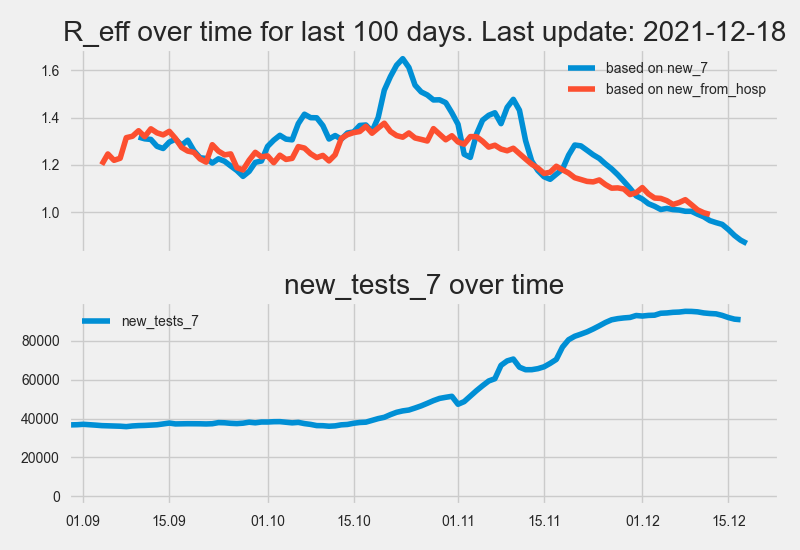 R_eff over time for last 100 days. Last update: 2021-12-18
1.6
1.4
1.2
1.0
based on new_7
based on new_from_hosp
new_tests_7 over time
new_tests_7
80000
60000
40000
20000
0
01.09 15.09 01.10 15.10 01.11 15.11 01.12 15.12